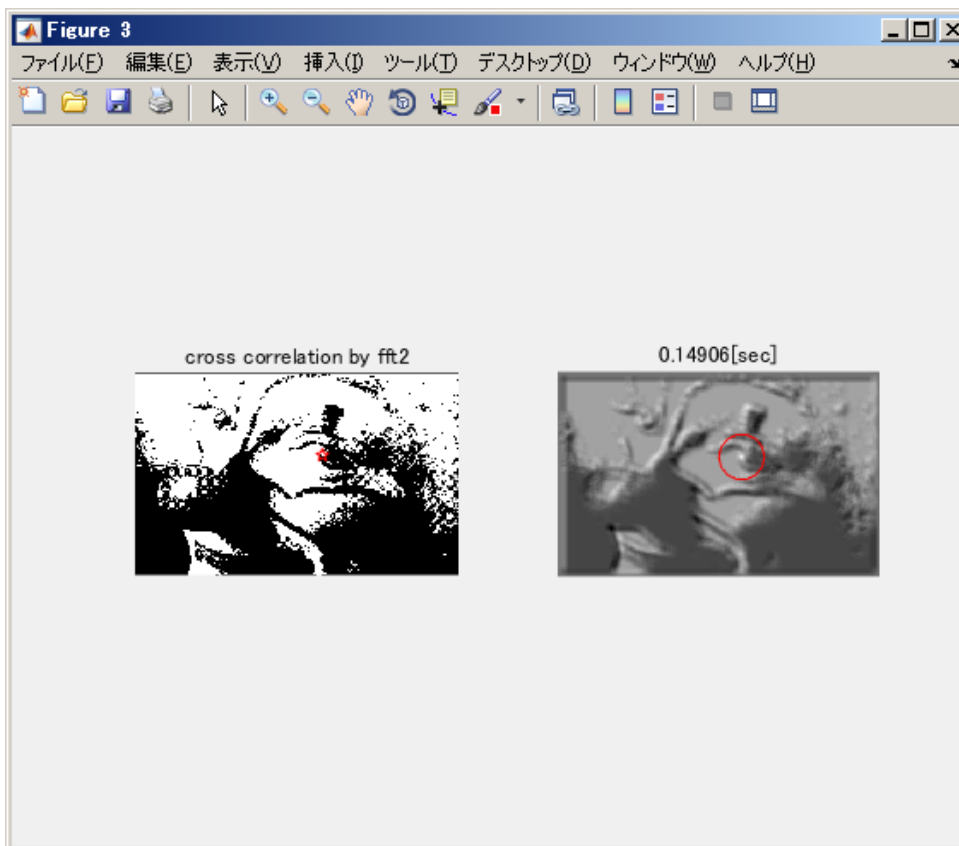 Figure 3
ファイル(F) 編集(E) 表示(V) 挿入(I) ツール(T) デスクトップ(D) ウィンドウ(W) ヘルプ(H)
cross correlation by fft2
0.14906[sec]